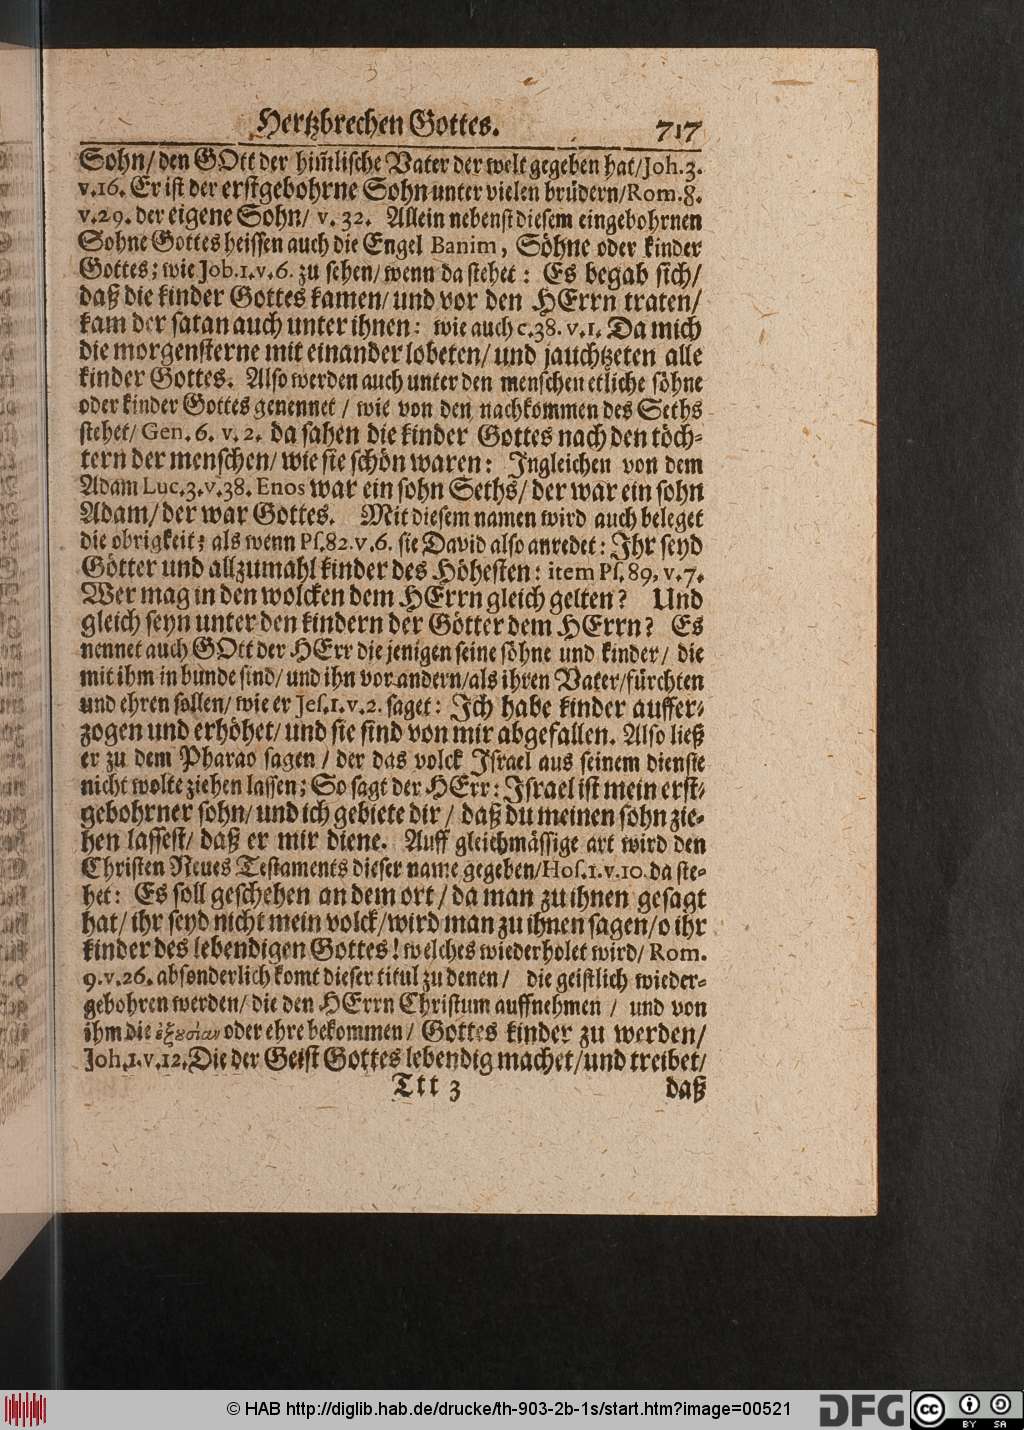 Hertzbrechen Gottes. 717
Sohn/ den GOtt der him̃lische Vater der welt gegeben hat/Joh.3.
v.16. Er ist der erstgebohrne Sohn unter vielen brüdern/Rom.8.
v.29. der eigene Sohn/ v. 32. Allein nebenst diesem eingebohrnen
Sohne Gottes heissen auch die Engel Banim, Söhne oder kinder
Gottes; wie Job.1.v.6. zu sehen/ wenn da stehet: Es begab sich/
daß die kinder Gottes kamen/ und vor den HErrn traten/
kam der satan auch unter ihnen: wie auch c.38. v.1. Da mich
die morgensterne mit einander lobeten/ und jauchtzeten alle
kinder Gottes. Also werden auch unter den menschen etliche söhne
oder kinder Gottes genennet / wie von den nachkommen des Seths
stehet/ Gen.6. v.2. da sahen die kinder Gottes nach den töch-
tern der menschen/ wie sie schön waren: Ingleichen von dem
Adam Luc.3.v.38. Enos war ein sohn Seths/ der war ein sohn
Adam/ der war Gottes. Mit diesem namen wird auch beleget
die obrigkeit; als wenn Ps.82.v.6. sie David also anredet: Ihr seyd
Götter und allzumahl kinder des Höhesten: item Ps.89, v.7.
Wer mag in den wolcken dem HErrn gleich gelten? Und
gleich seyn unter den kindern der Götter dem HErrn? Es
nennet auch GOtt der HErr die jenigen seine söhne und kinder/ die
mit ihm in bunde sind/ und ihn vor andern/als ihren Vater/fürchten
und ehren sollen/ wie er Jes.1.v.2. saget: Ich habe kinder auffer-
zogen und erhöhet/ und sie sind von mir abgefallen. Also ließ
er zu dem Pharao sagen / der das volck Israel aus seinem dienste
nicht wolte ziehen lassen; So sagt der HErr: Israel ist mein erst-
gebohrner sohn/ und ich gebiete dir / daß du meinen sohn zie-
hen lassest/ daß er mir diene. Auff gleichmässige art wird den
Christen Neues Testaments dieser name gegeben/Hos.1.v.10. da ste-
het: Es soll geschehen an dem ort / da man zu ihnen gesagt
hat/ ihr seyd nicht mein volck/wird man zu ihnen sagen/o ihr
kinder des lebendigen Gottes! welches wiederholet wird/ Rom.
9.v.26. absonderlich komt dieser titul zu denen/ die geistlich wieder-
gebohren werden/ die den HErrn Christum auffnehmen / und von
ihm die ἐξουσίαν oder ehre bekommen/ Gottes kinder zu werden/
Joh.1.v.12. Die der Geist Gottes lebendig machet/und treibet/
Ttt 3 daß
© HAB http://diglib.hab.de/drucke/th-903-2b-1s/start.htm?image=00521
DFG
cc BY SA